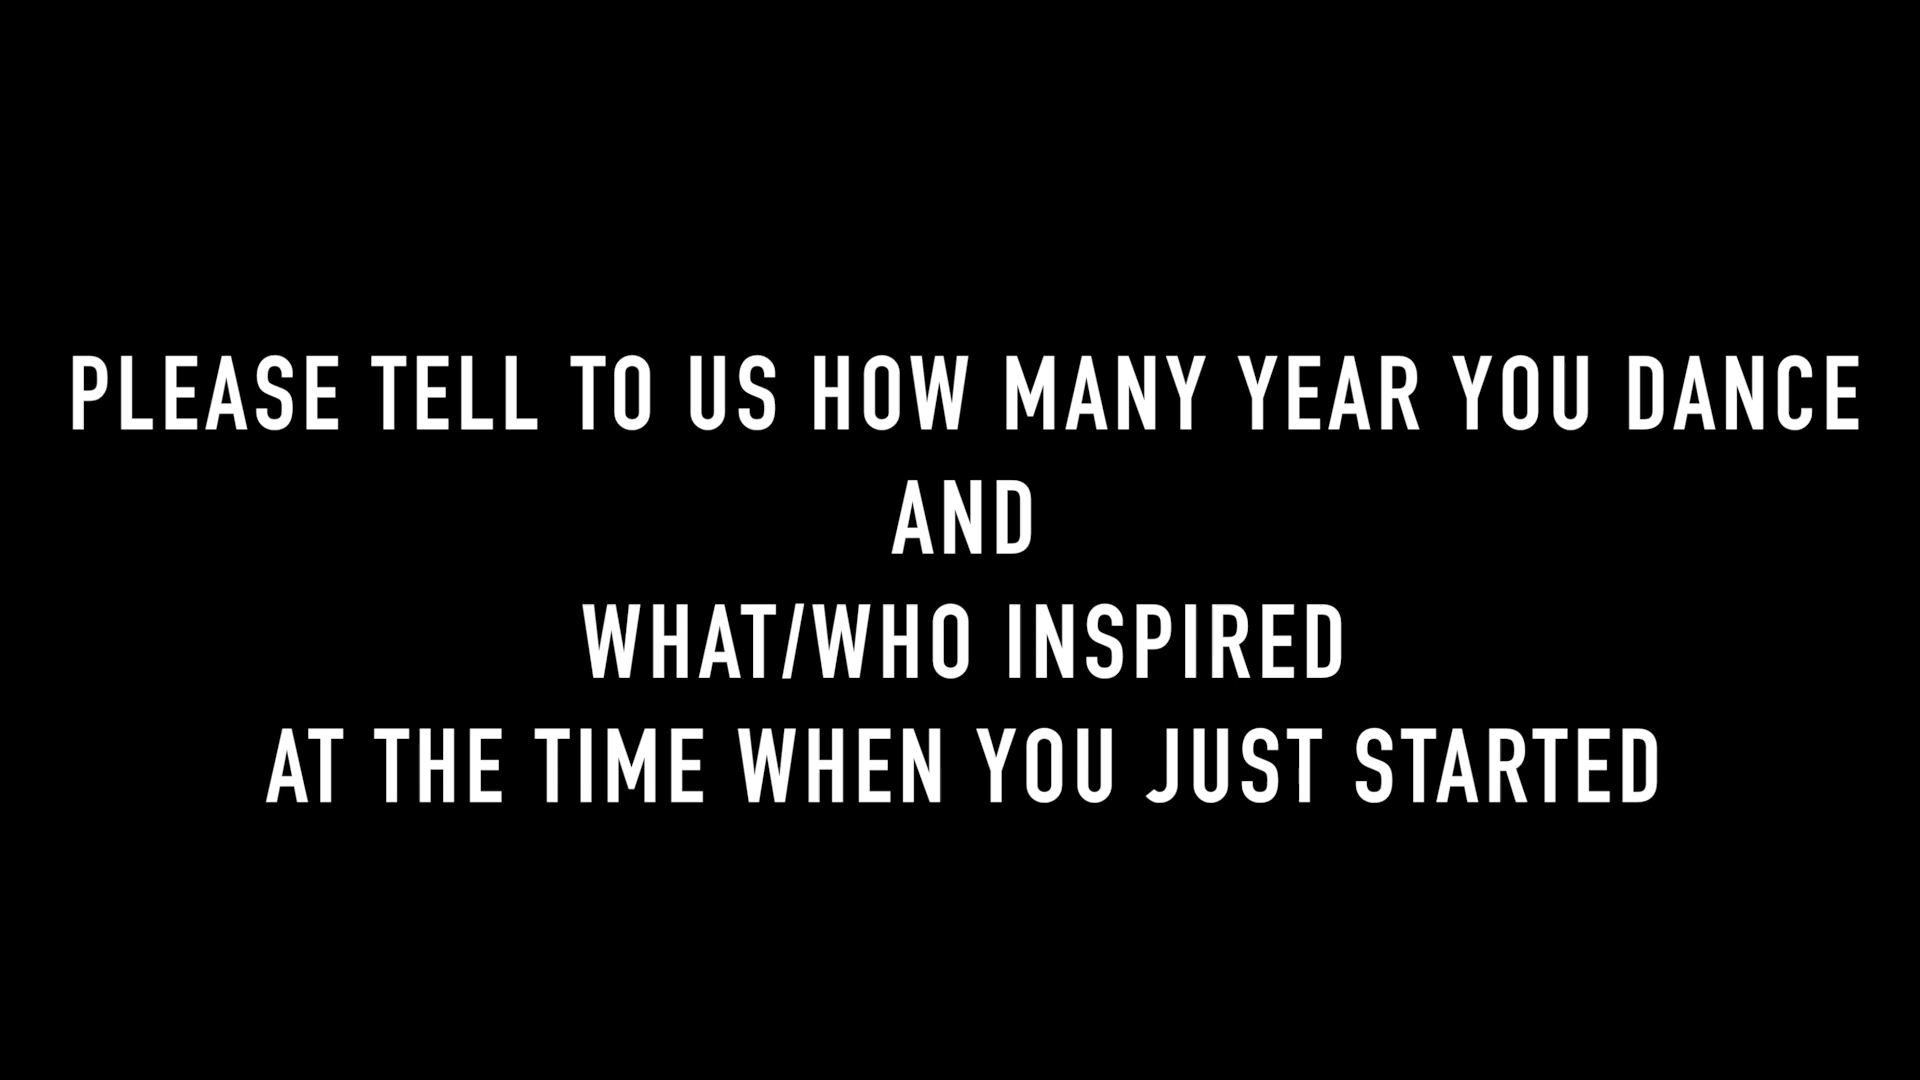 PLEASE TELL TO US HOW MANY YEAR YOU DANCE
AND
WHAT/WHO INSPIRED
AT THE TIME WHEN YOU JUST STARTED